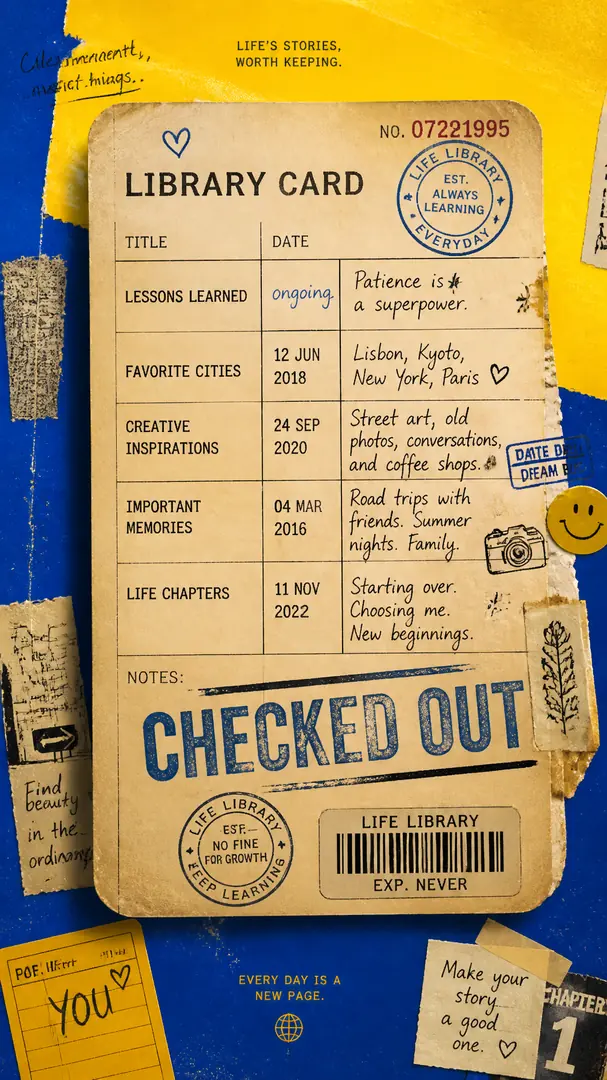 LIFE'S STORIES,
WORTH KEEPING.
NO. 07221995
LIBRARY CARD
LIFE LIBRARY
EST.
ALWAYS
LEARNING
EVERYDAY
TITLE
DATE
LESSONS LEARNED
ongoing.
Patience is
a superpower.
FAVORITE CITIES
12 JUN
2018
Lisbon, Kyoto,
New York, Paris
CREATIVE
INSPIRATIONS
24 SEP
2020
Street art, old
photos, conversations,
and coffee shops.
IMPORTANT
MEMORIES
04 MAR
2016
Road trips with
friends. Summer
nights. Family.
LIFE CHAPTERS
11 NOV
2022
Starting over.
Choosing me.
New beginnings.
NOTES:
CHECKED OUT
LIFE LIBRARY
NO FINE
FOR GROWTH
KEEP LEARNING
LIFE LIBRARY
EXP. NEVER
Find
beauty
in the
ordinary
YOU
EVERY DAY IS A
NEW PAGE.
Make your
story
a good
one.
CHAPTER
1